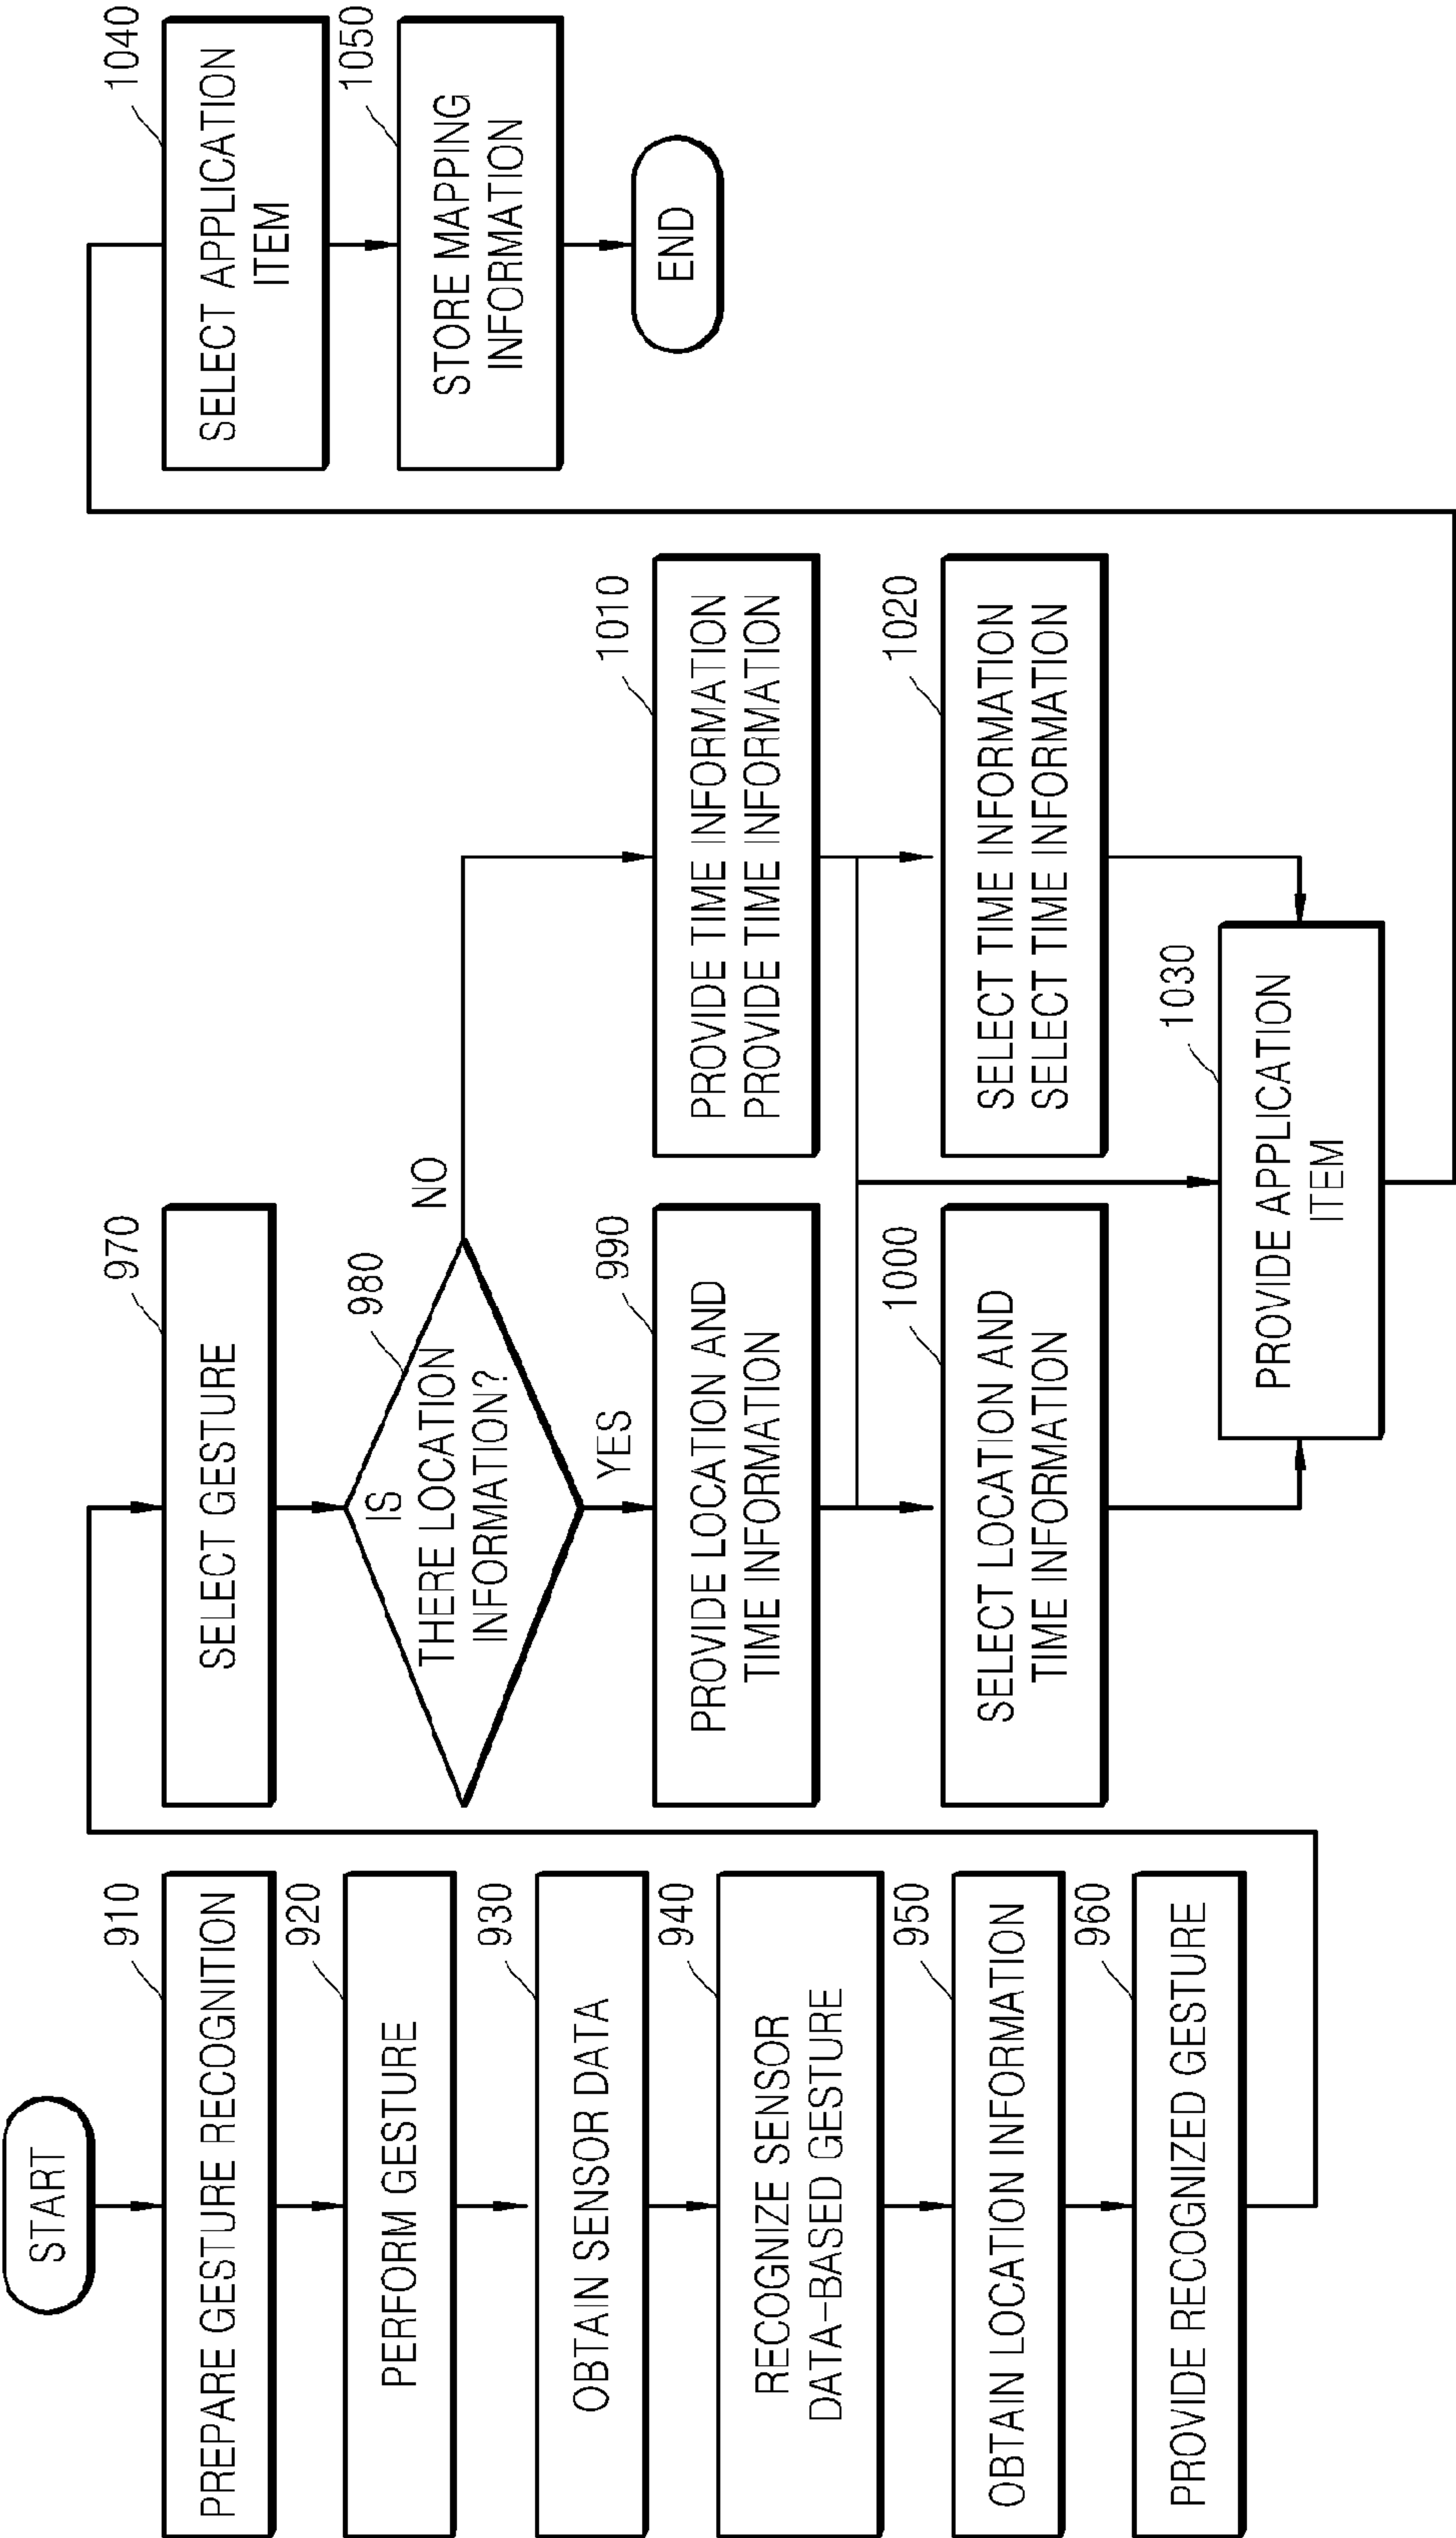 START
910
PREPARE GESTURE RECOGNITION
920
PERFORM GESTURE
930
OBTAIN SENSOR DATA
940
RECOGNIZE SENSOR
DATA-BASED GESTURE
950
OBTAIN LOCATION INFORMATION
960
PROVIDE RECOGNIZED GESTURE
970
SELECT GESTURE
980
IS
THERE LOCATION
INFORMATION?
NO
YES
990
PROVIDE LOCATION AND
TIME INFORMATION
1000
SELECT LOCATION AND
TIME INFORMATION
1010
PROVIDE TIME INFORMATION
PROVIDE TIME INFORMATION
1020
SELECT TIME INFORMATION
SELECT TIME INFORMATION
1030
PROVIDE APPLICATION
ITEM
1040
SELECT APPLICATION
ITEM
1050
STORE MAPPING
INFORMATION
END